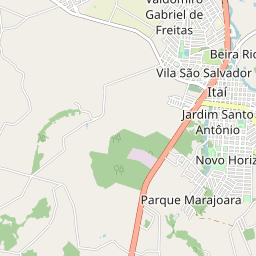 Valdomiro
Gabriel de
Freitas
Beira Rio
Vila São Salvador
Itaí
Jardim Santo
Antônio
Novo Horiz
Parque Marajoara